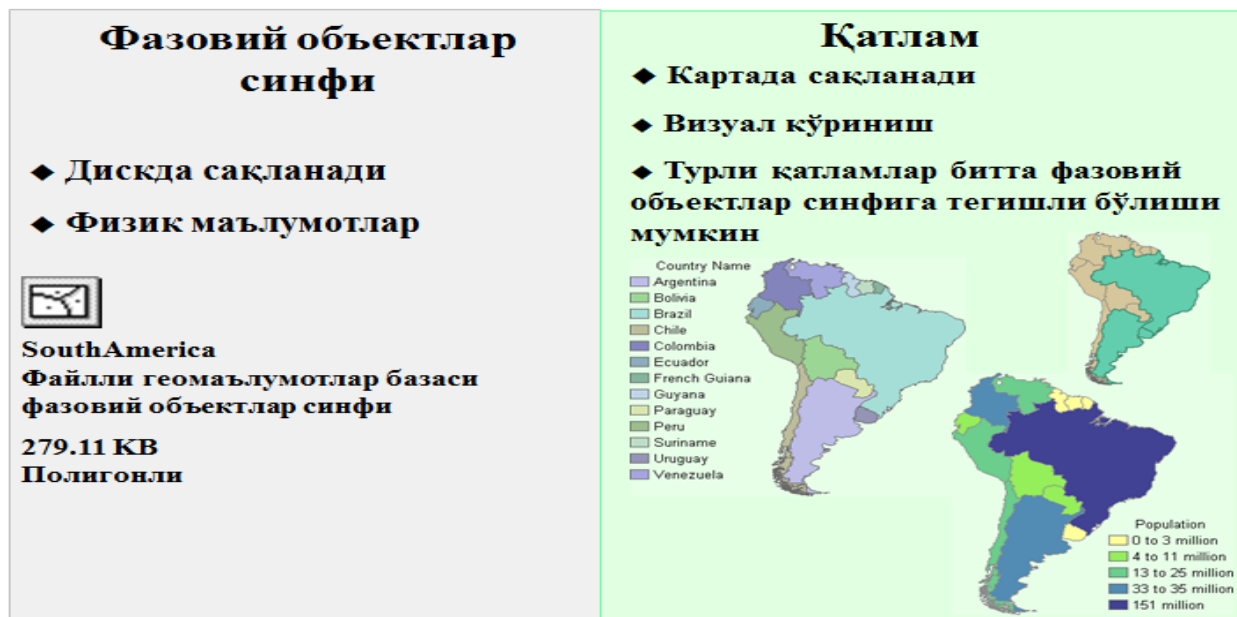 Фазовий объектлар
синфи
◆ Дискда сақланади
◆ Физик маълумотлар
SouthAmerica
Файлли геомаълумотлар базаси
фазовий объектлар синфи
279.11 KB
Полигонли
Қатлам
◆ Картада сақланади
◆ Визуал кўриниш
◆ Турли қатламлар битта фазовий
объектлар синфига тегишли бўлиши
мумкин
Country Name
Argentina
Bolivia
Brazil
Chile
Colombia
Ecuador
French Guiana
Guyana
Paraguay
Peru
Suriname
Uruguay
Venezuela
Population
0 to 3 million
4 to 11 million
13 to 25 million
33 to 35 million
151 million